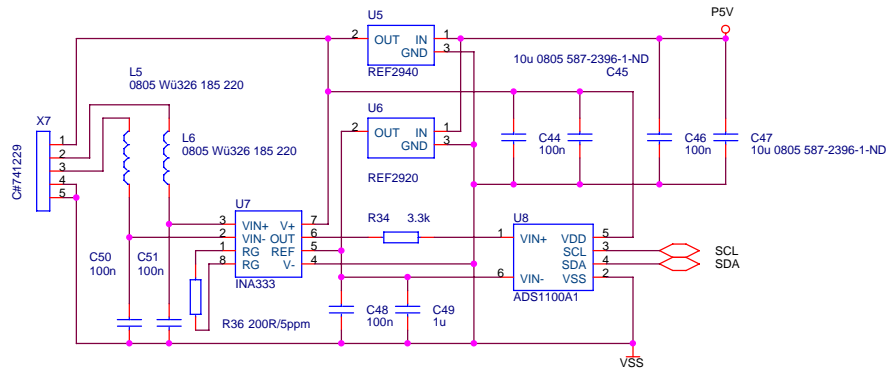 P5V
U5
2 OUT IN 1
GND 3
REF2940
10u 0805 587-2396-1-ND
C45
L5
0805 Wü326 185 220
U6
2 OUT IN 1
GND 3
REF2920
X7
1
2
3
4
5
C#741229
L6
0805 Wü326 185 220
C44
100n
C46
100n
C47
10u 0805 587-2396-1-ND
U7
3 VIN+ V+ 7
2 VIN- OUT 6
1 RG REF 5
8 RG V- 4
INA333
R34 3.3k
U8
1 VIN+ VDD 5
SCL 3
SDA 4
6 VIN- VSS 2
ADS1100A1
SCL
SDA
C50
100n
C51
100n
R36 200R/5ppm
C48
100n
C49
1u
VSS